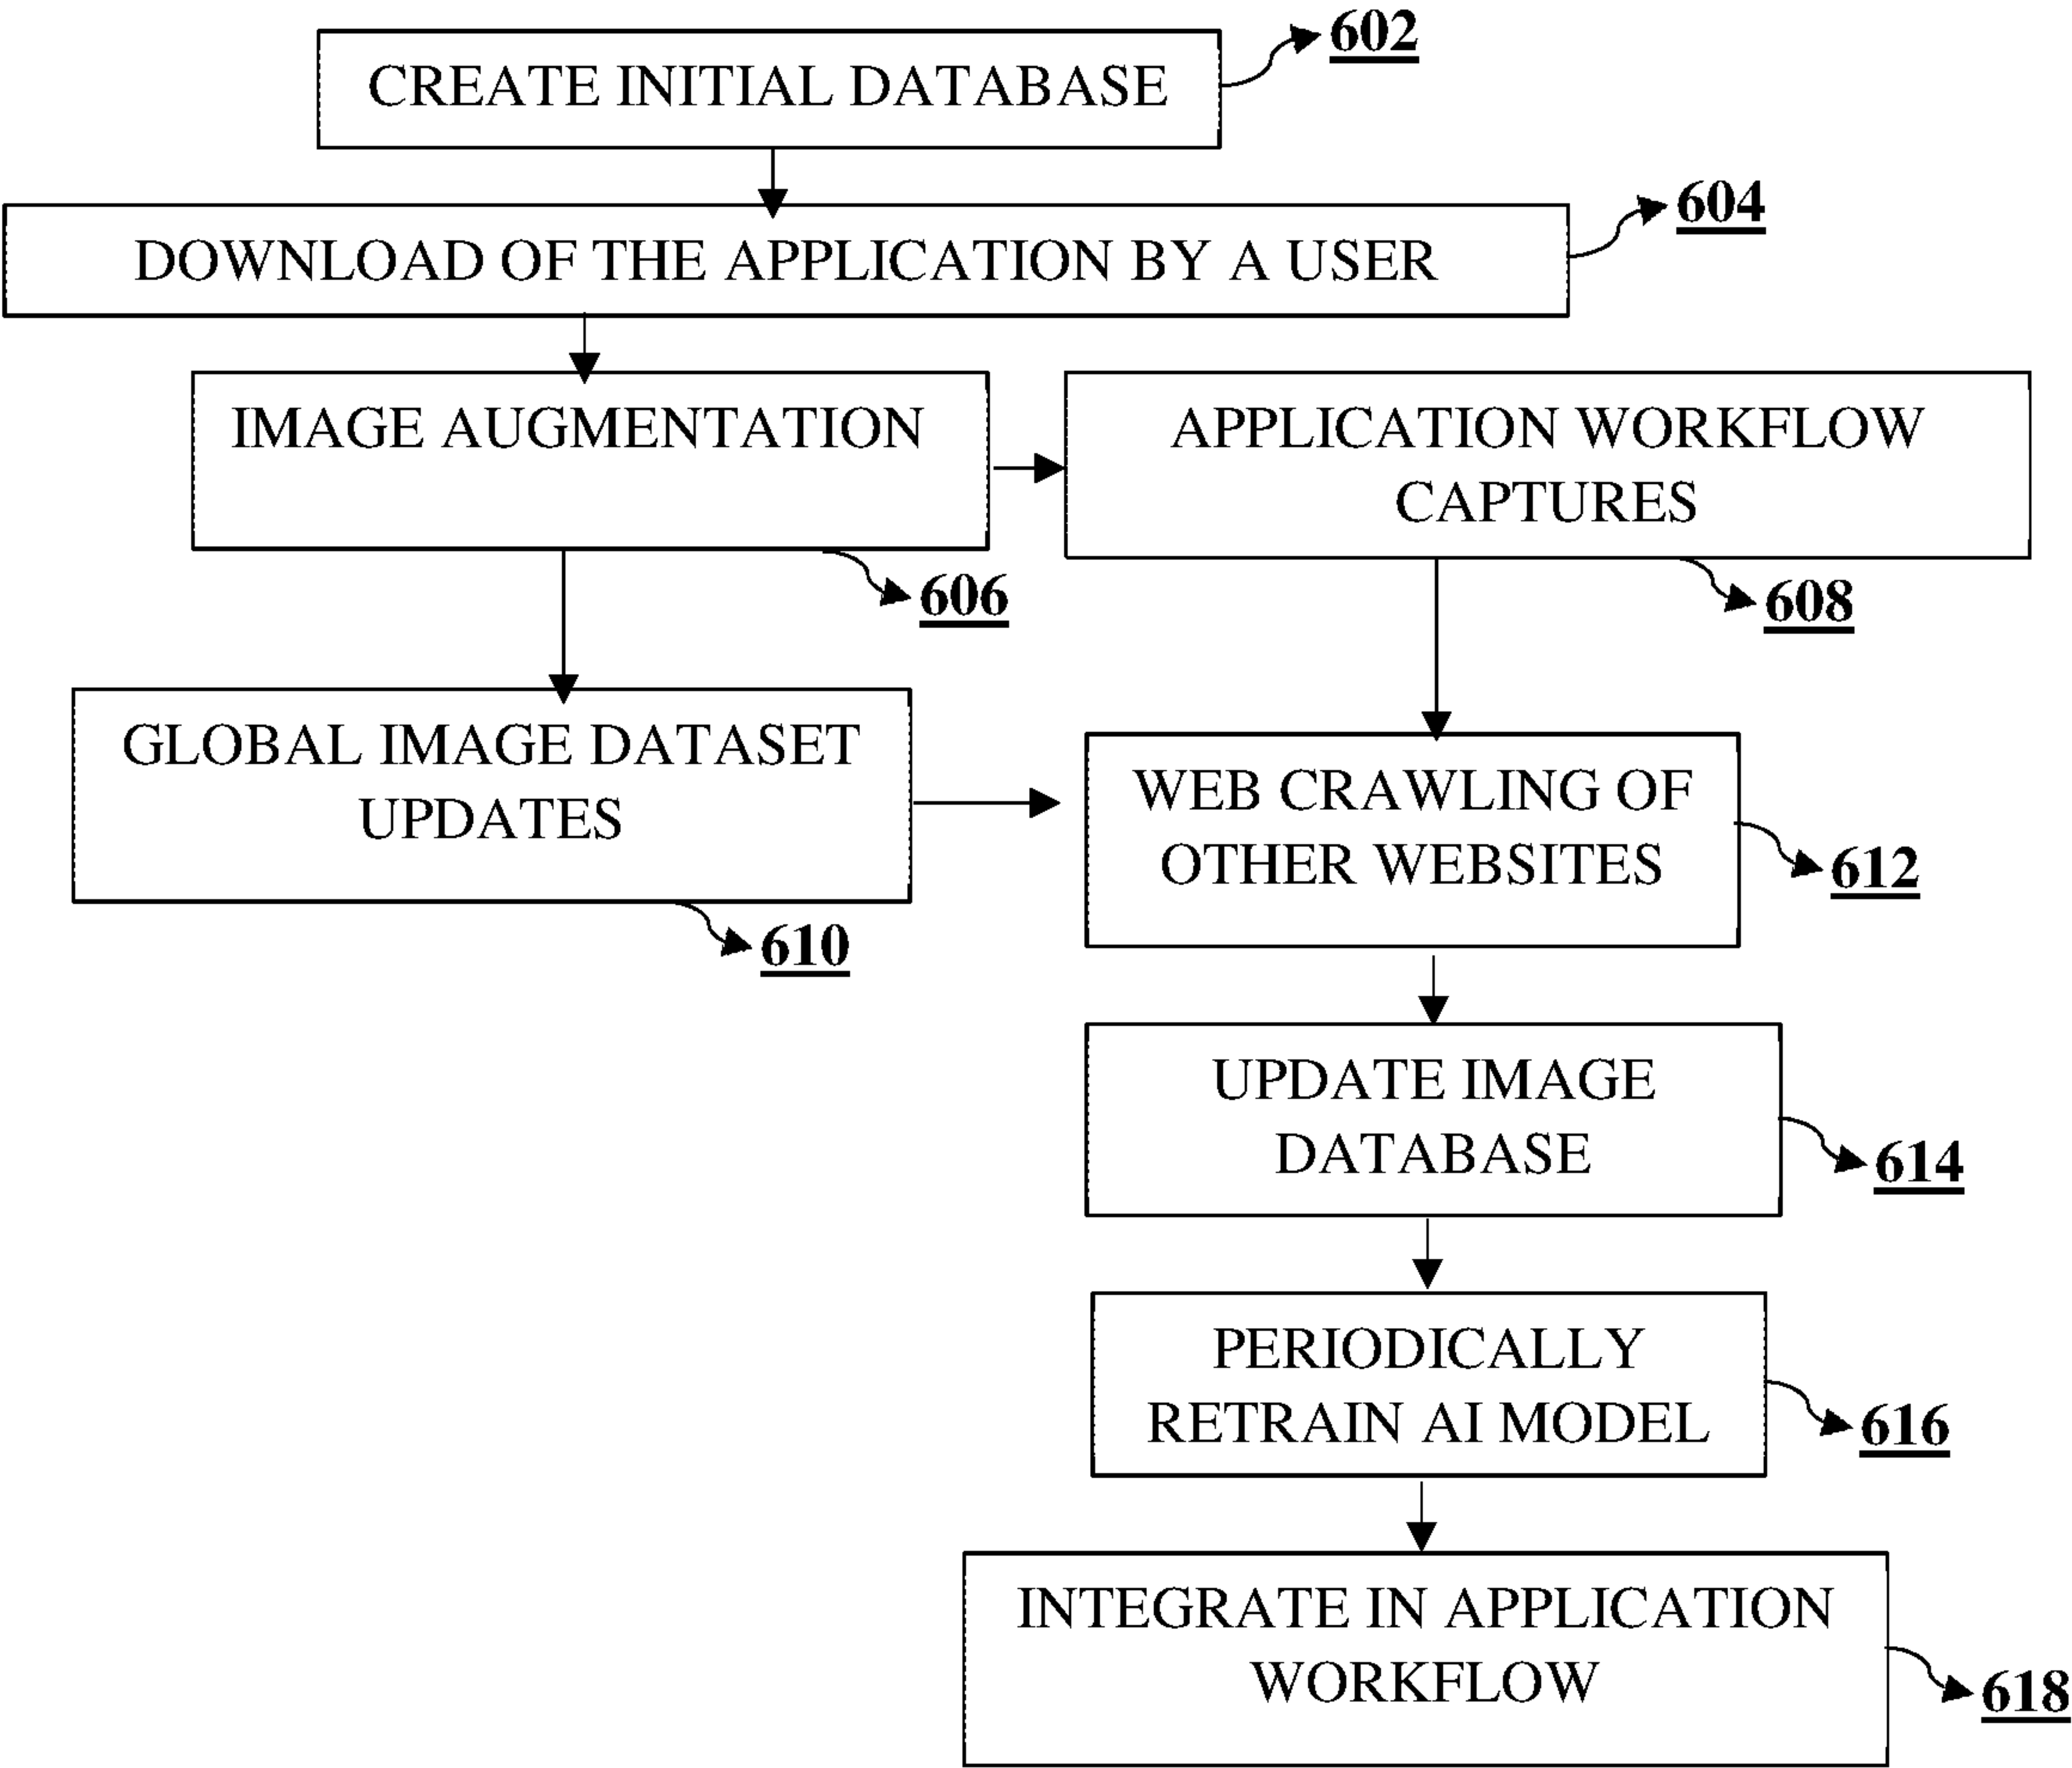 CREATE INITIAL DATABASE
602
DOWNLOAD OF THE APPLICATION BY A USER
604
IMAGE AUGMENTATION
606
APPLICATION WORKFLOW
CAPTURES
608
GLOBAL IMAGE DATASET
UPDATES
610
WEB CRAWLING OF
OTHER WEBSITES
612
UPDATE IMAGE
DATABASE
614
PERIODICALLY
RETRAIN AI MODEL
616
INTEGRATE IN APPLICATION
WORKFLOW
618